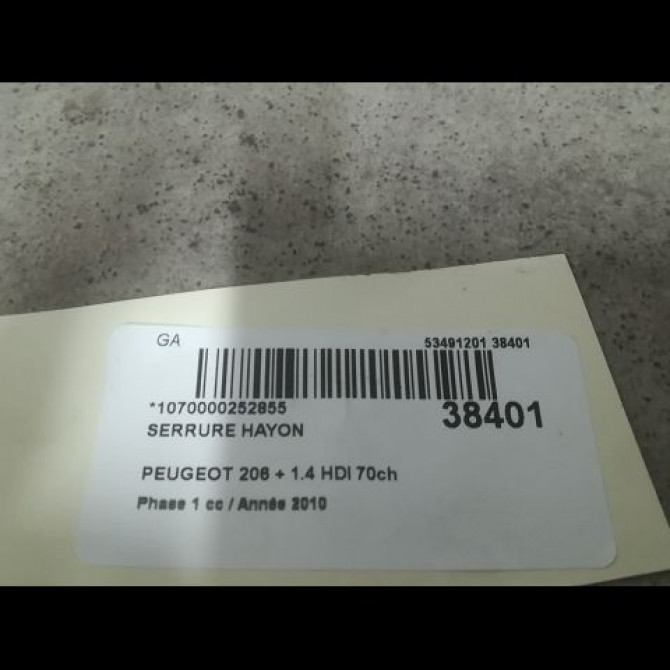 GA
53491201 38401
*1070000252855
38401
SERRURE HAYON
PEUGEOT 206 + 1.4 HDI 70ch
Phase 1 cc / Année 2010